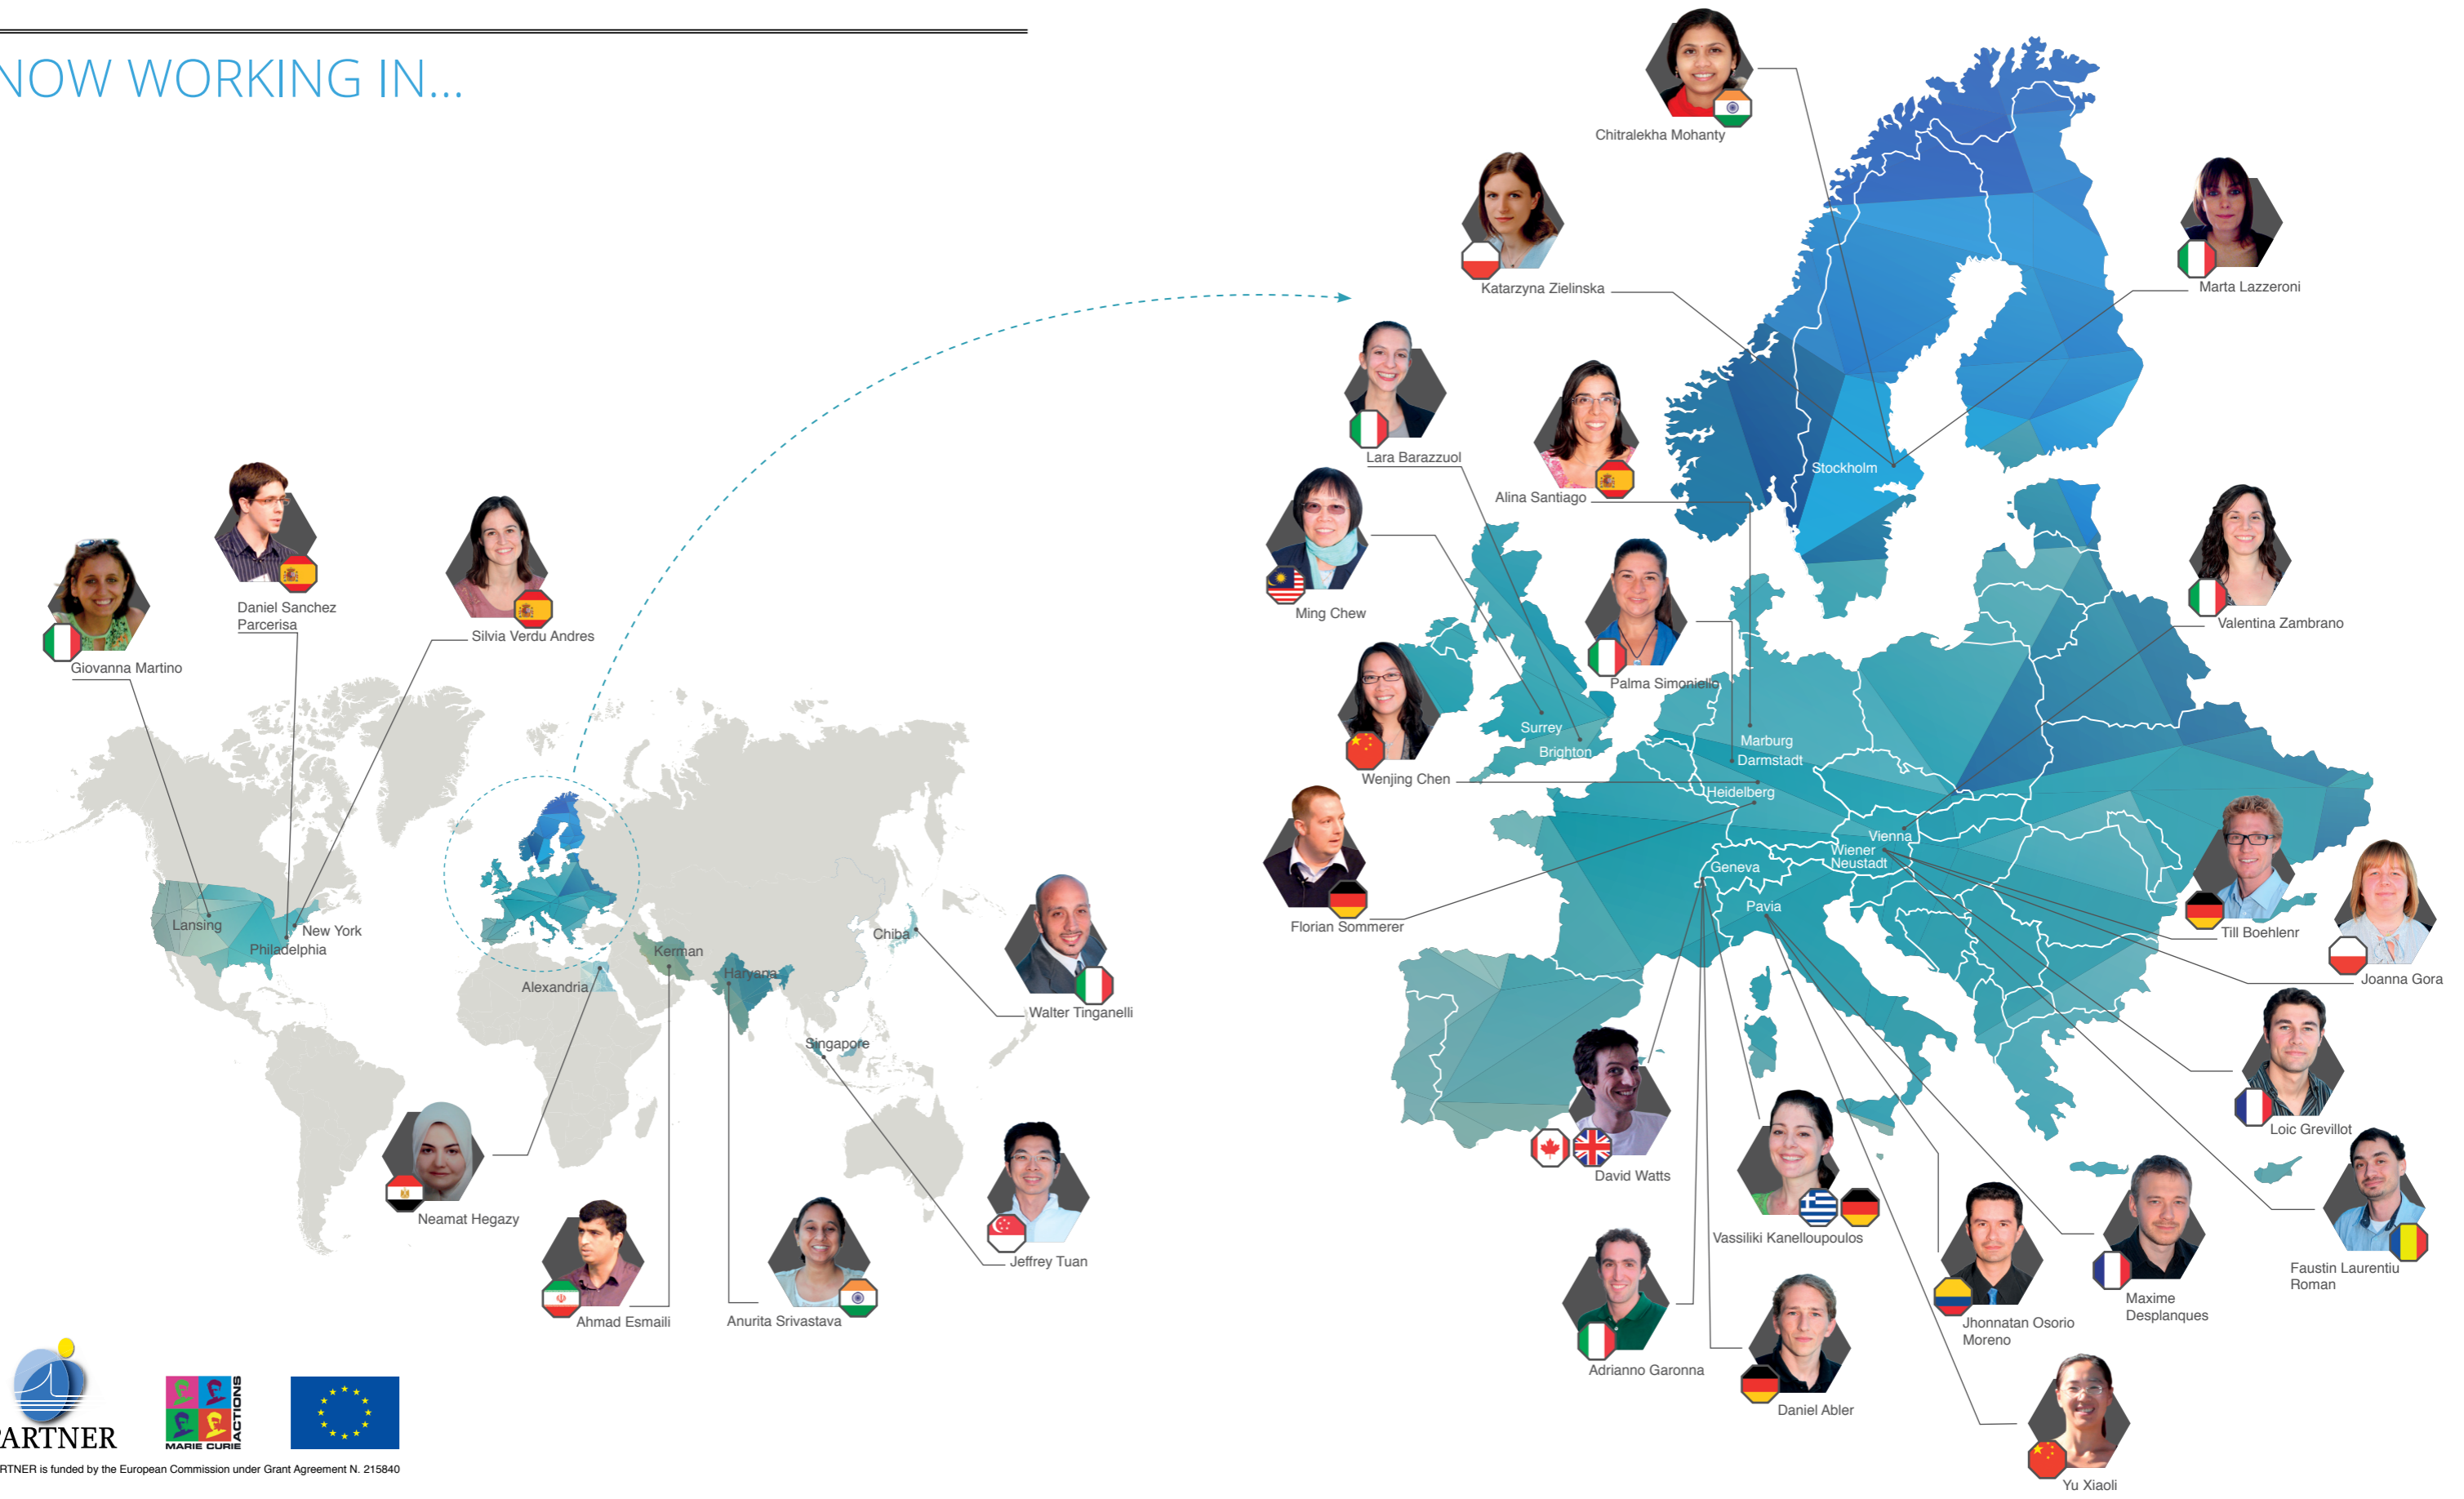 NOW WORKING IN...
Chitralekha Mohanty
Katarzyna Zielinska
Marta Lazzeroni
Lara Barazzuol
Alina Santiago
Stockholm
Ming Chew
Palma Simoniello
Valentina Zambrano
Daniel Sanchez
Parcerisa
Silvia Verdu Andres
Giovanna Martino
Surrey
Brighton
Marburg
Darmstadt
Wenjing Chen
Heidelberg
Vienna
Wiener
Neustadt
Geneva
Pavia
Florian Sommerer
Till Boehlenr
Joanna Gora
Lansing
New York
Philadelphia
Chiba
Kerman
Haryana
Alexandria
Walter Tinganelli
Singapore
Loic Grevillot
David Watts
Neamat Hegazy
Vassiliki Kanelloupoulos
Jeffrey Tuan
Faustin Laurentiu
Roman
Maxime
Desplanques
Jhonnatan Osorio
Moreno
Ahmad Esmaili
Anurita Srivastava
Adrianno Garonna
Daniel Abler
Yu Xiaoli
PARTNER
MARIE CURIE
ACTIONS
RTNER is funded by the European Commission under Grant Agreement N. 215840